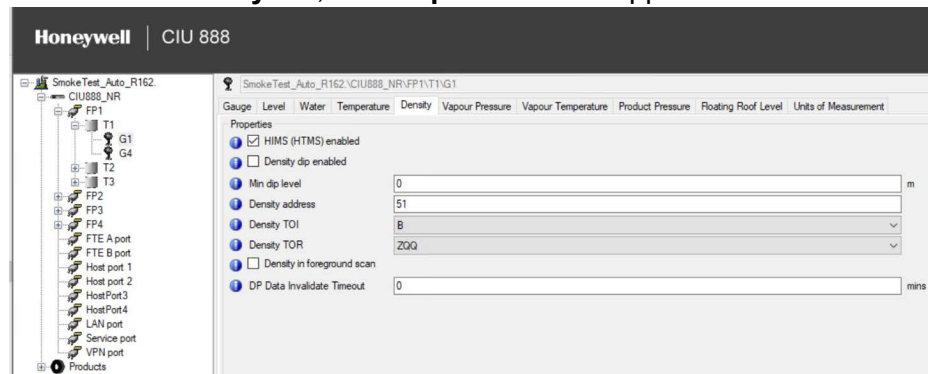 Honeywell | CIU 888
SmokeTest_Auto_R162.
CIU888_NR
FP1
T1
G1
G4
T2
T3
FP2
FP3
FP4
FTE A port
FTE B port
Host port 1
Host port 2
HostPort3
HostPort4
LAN port
Service port
VPN port
Products
SmokeTest_Auto_R162.\CIU888_NR\FP1\T1\G1
Gauge Level Water Temperature Density Vapour Pressure Vapour Temperature Product Pressure Floating Roof Level Units of Measurement
Properties
HIMS (HTMS) enabled
Density dip enabled
Min dip level 0 m
Density address 51
Density TOI B
Density TOR ZQQ
Density in foreground scan
DP Data Invalidate Timeout 0 mins